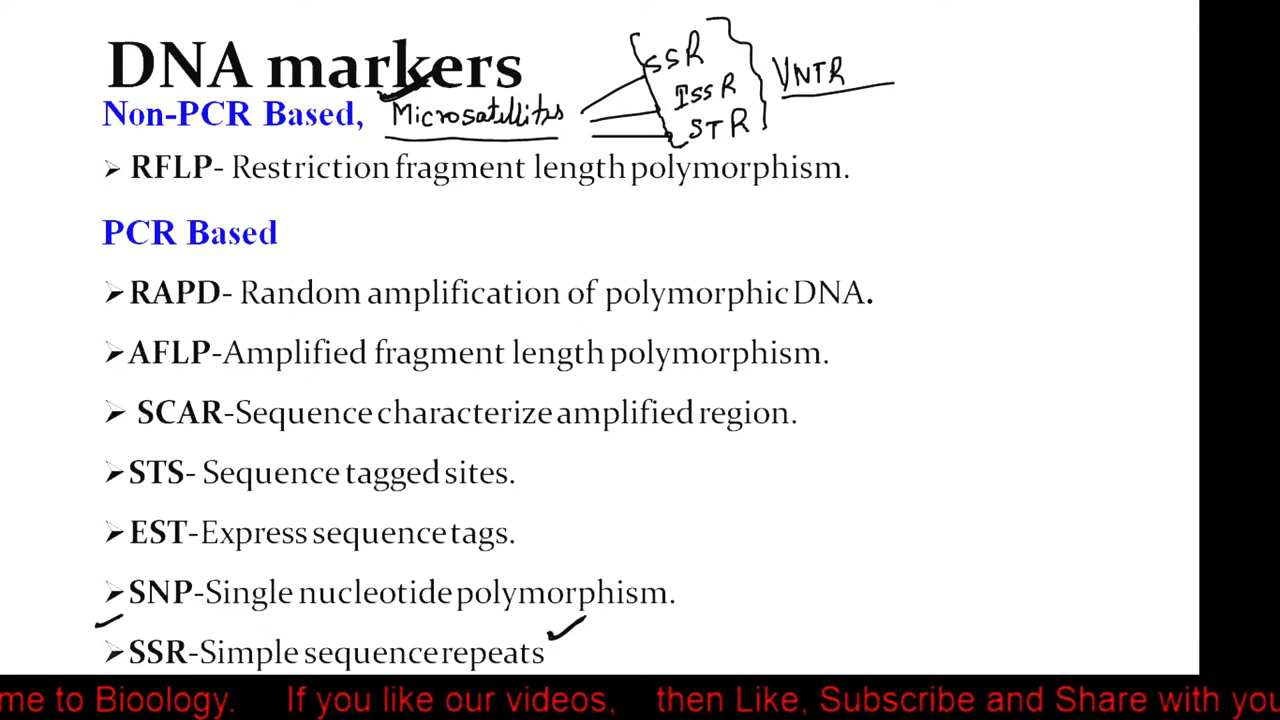 DNA markers
SSR
ISSR
STR
VNTR
Non-PCR Based, Microsatellites
➢ RFLP- Restriction fragment length polymorphism.
PCR Based
➢RAPD- Random amplification of polymorphic DNA.
➢AFLP-Amplified fragment length polymorphism.
➢ SCAR-Sequence characterize amplified region.
➢STS- Sequence tagged sites.
➢EST-Express sequence tags.
➢SNP-Single nucleotide polymorphism.
➢SSR-Simple sequence repeats
me to Bioology. If you like our videos, then Like, Subscribe and Share with you